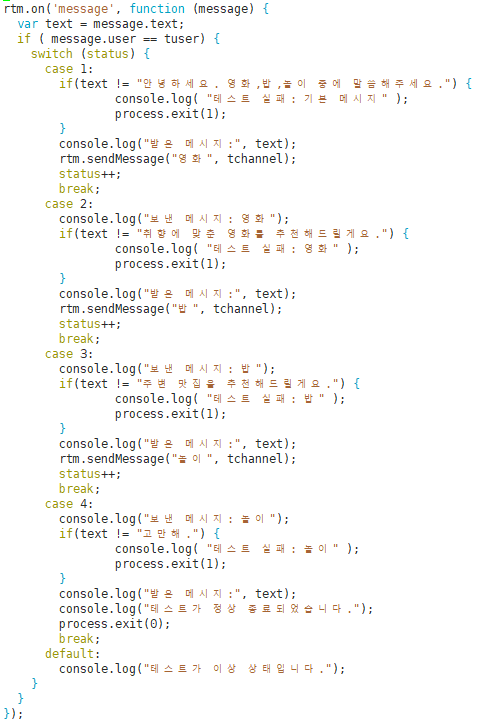 rtm.on('message', function (message) {
  var text = message.text;
  if ( message.user == tuser) {
    switch (status) {
      case 1:
        if(text != "안녕하세요. 영화,밥,놀이 중에 말씀해주세요.") {
                console.log( "테스트 실패: 기본 메시지" );
                process.exit(1);
        }
        console.log("받은 메시지:", text);
        rtm.sendMessage("영화", tchannel);
        status++;
        break;
      case 2:
        console.log("보낸 메시지: 영화");
        if(text != "취향에 맞춘 영화를 추천해드릴게요.") {
                console.log( "테스트 실패: 영화" );
                process.exit(1);
        }
        console.log("받은 메시지:", text);
        rtm.sendMessage("밥", tchannel);
        status++;
        break;
      case 3:
        console.log("보낸 메시지: 밥");
        if(text != "주변 맛집을 추천해드릴게요.") {
                console.log( "테스트 실패: 밥" );
                process.exit(1);
        }
        console.log("받은 메시지:", text);
        rtm.sendMessage("놀이", tchannel);
        status++;
        break;
      case 4:
        console.log("보낸 메시지: 놀이");
        if(text != "고만해.") {
                console.log( "테스트 실패: 놀이" );
                process.exit(1);
        }
        console.log("받은 메시지:", text);
        console.log("테스트가 정상 종료되었습니다.");
        process.exit(0);
        break;
      default:
        console.log("테스트가 이상 상태입니다.");
    }
  }
});